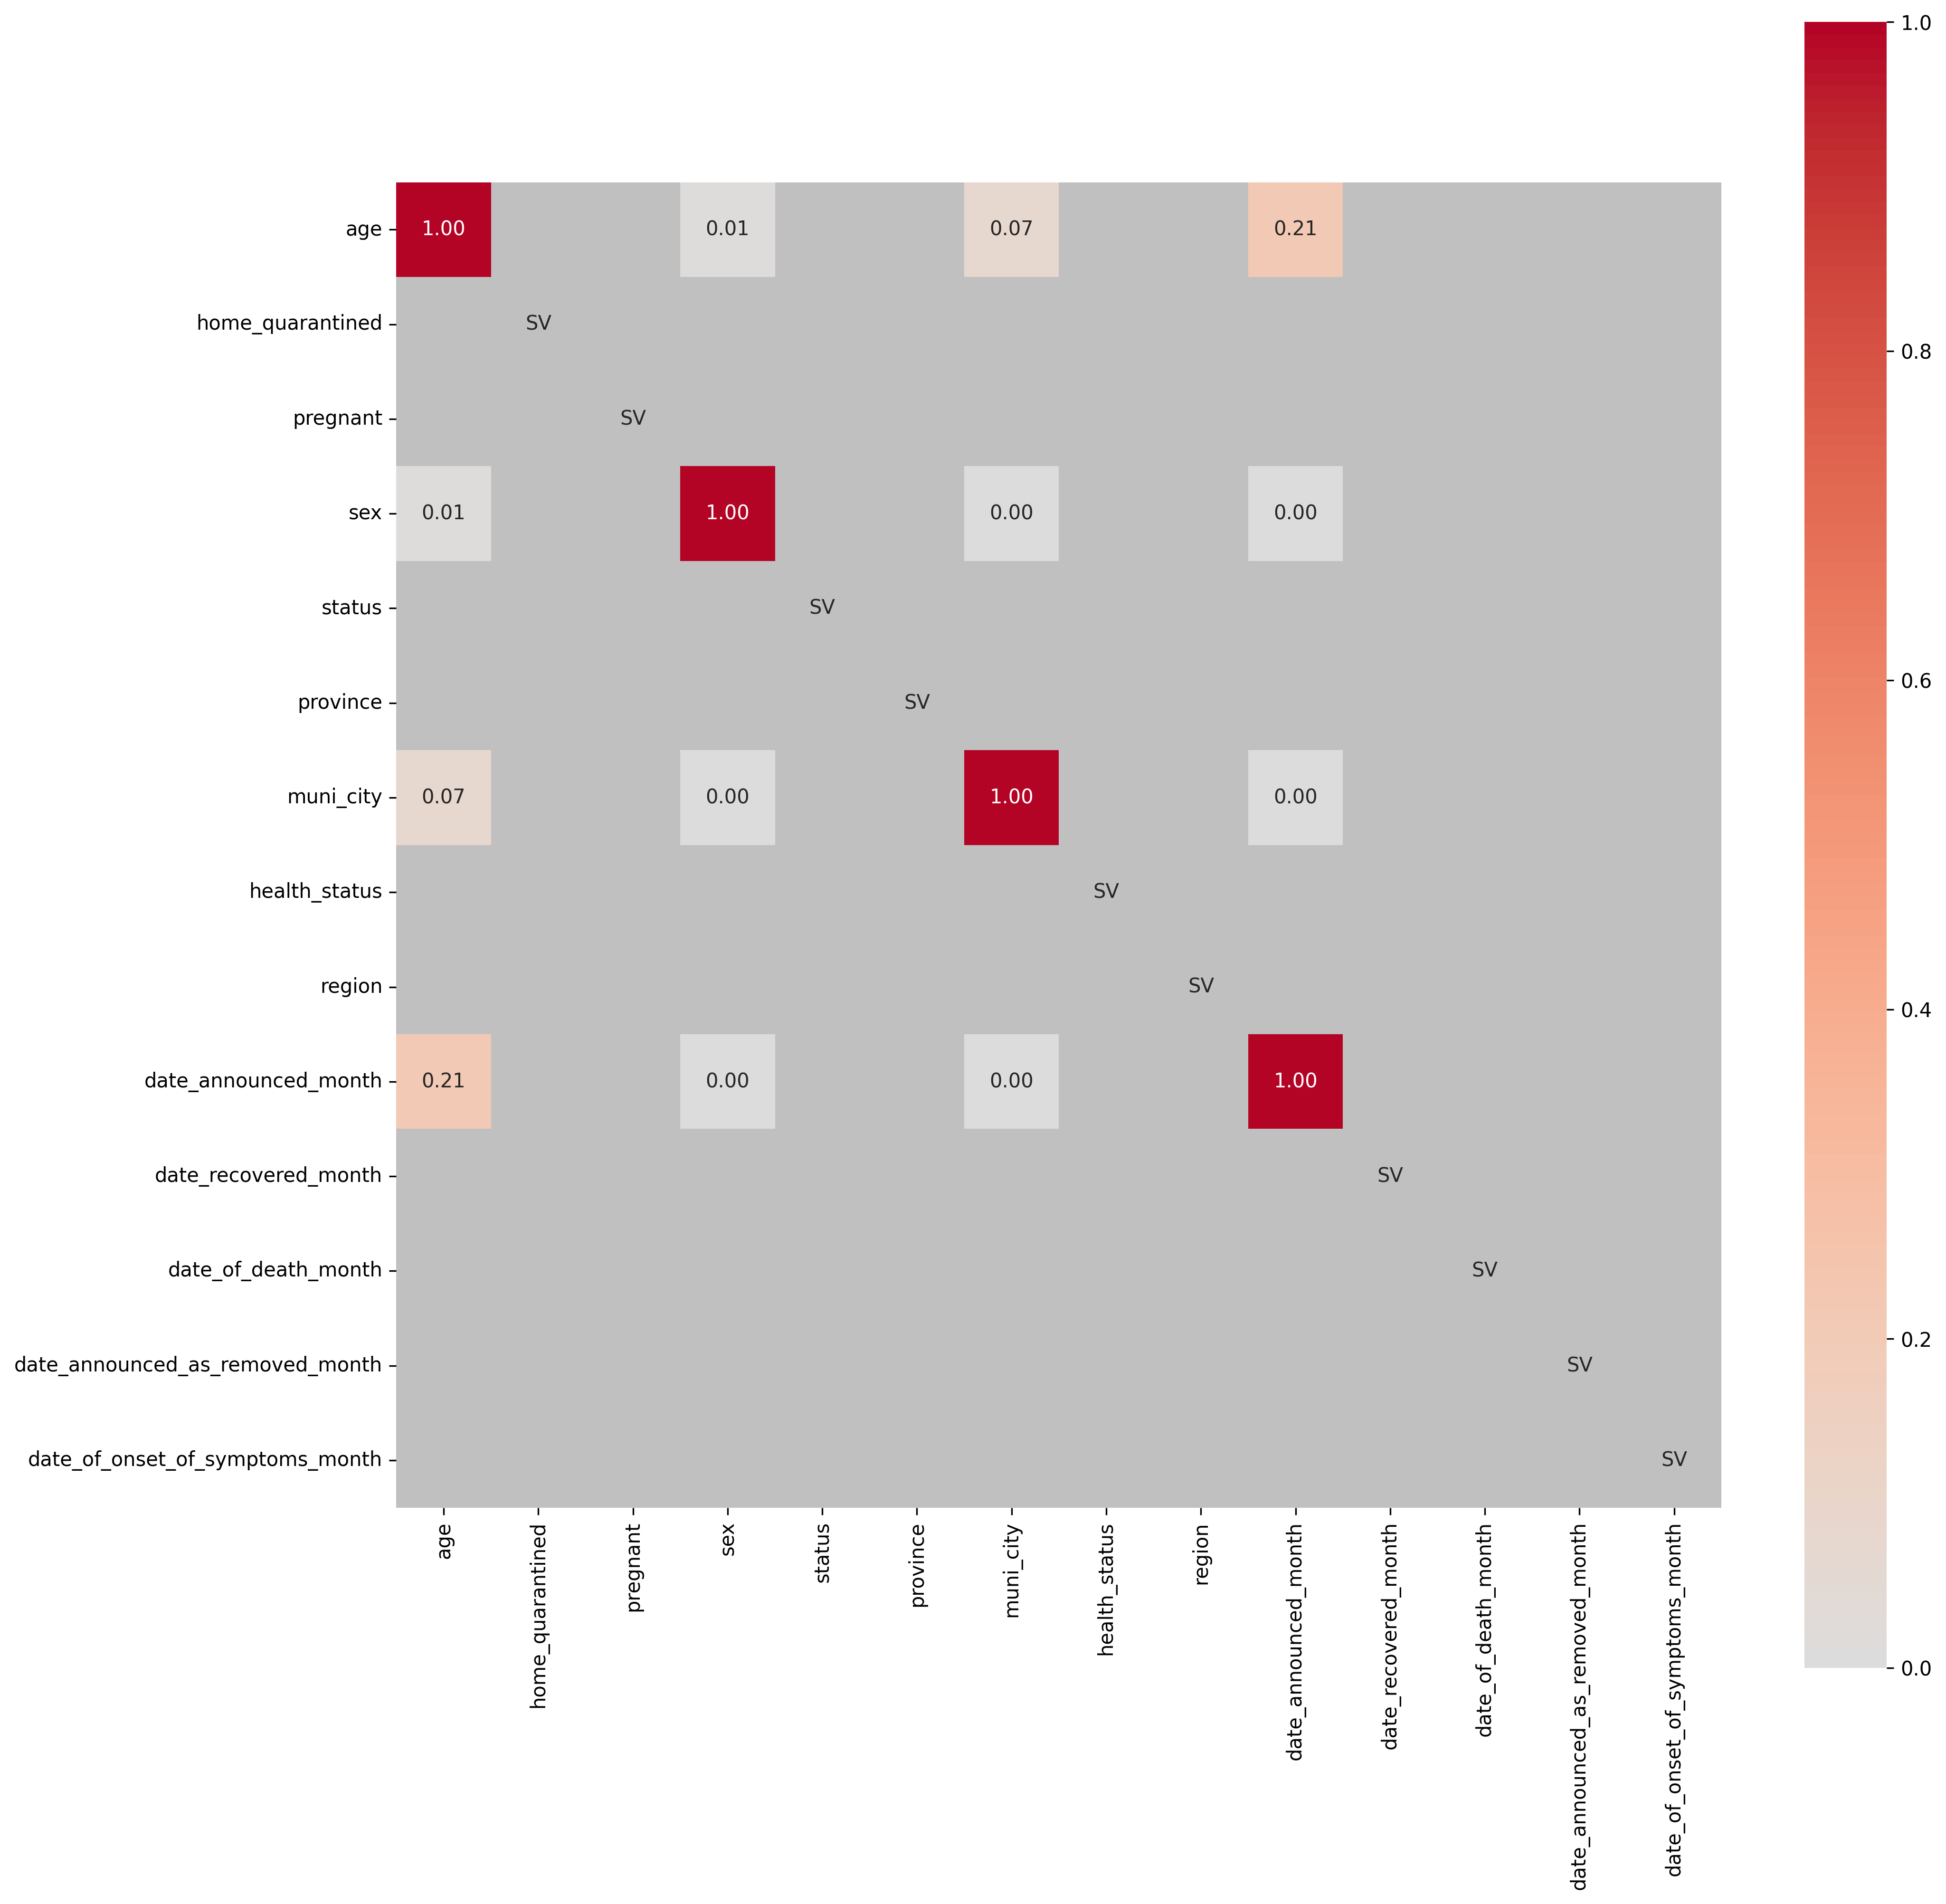 1.0
age 1.00 0.01 0.07 0.21
home_quarantined SV
0.8
pregnant SV
sex 0.01 1.00 0.00 0.00
status SV
0.6
province SV
muni_city 0.07 0.00 1.00 0.00
health_status SV
region SV
0.4
date_announced_month 0.21 0.00 0.00 1.00
date_recovered_month SV
date_of_death_month SV
0.2
date_announced_as_removed_month SV
date_of_onset_of_symptoms_month SV
0.0
age
home_quarantined
pregnant
sex
status
province
muni_city
health_status
region
date_announced_month
date_recovered_month
date_of_death_month
date_announced_as_removed_month
date_of_onset_of_symptoms_month